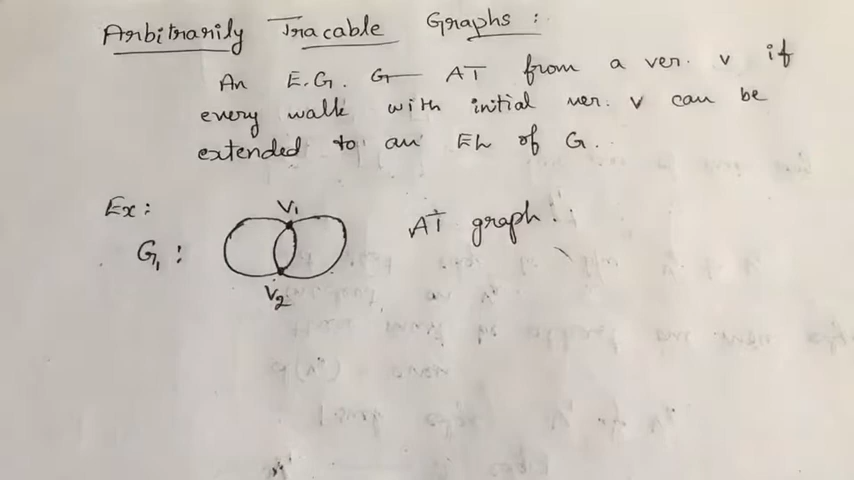 Arbitrarily Tracable Graphs :
An E.G. G — AT from a ver. v if
every walk with initial ver. v can be
extended to an EL of G.
Ex:
G₁ :
V₁
V₂
AT graph.